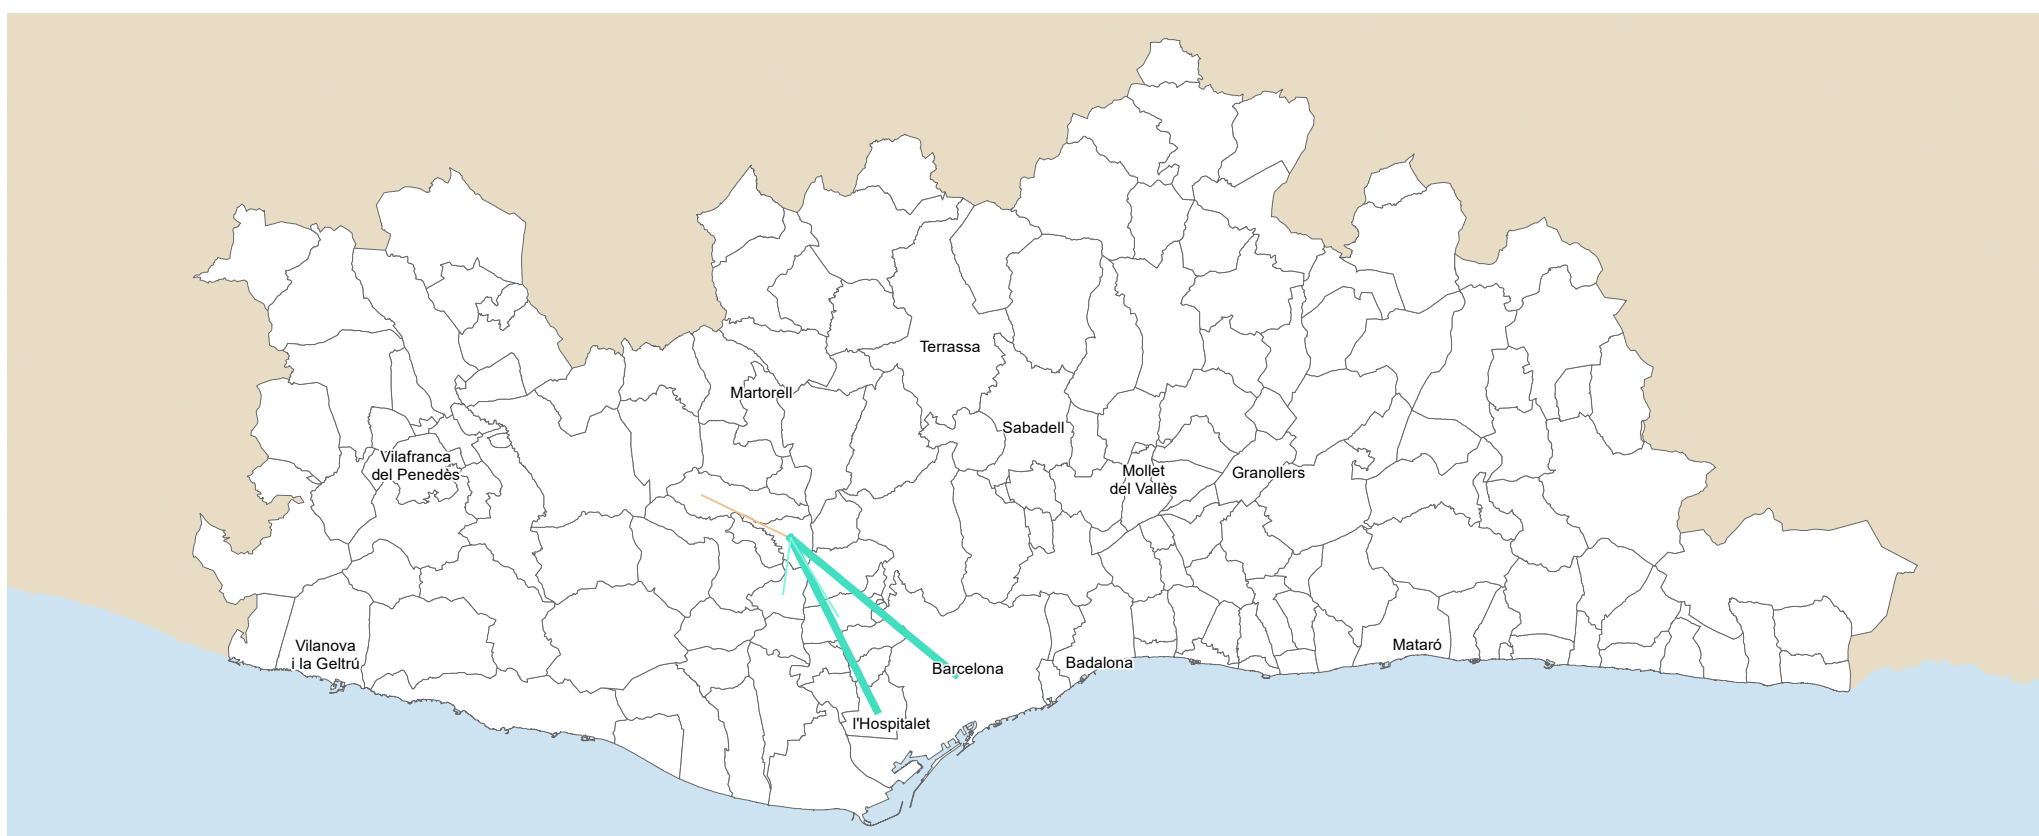 Terrassa
Martorell
Sabadell
Vilafranca
del Penedès
Mollet
del Vallès
Granollers
Vilanova
i la Geltrú
Barcelona
Badalona
Mataró
l'Hospitalet